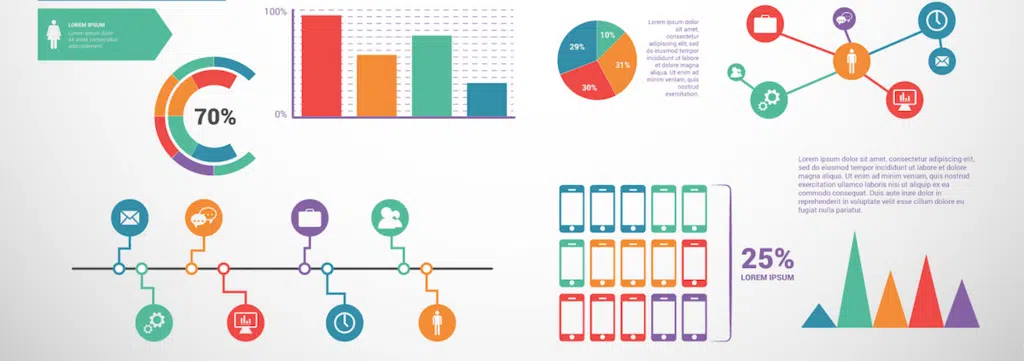 LOREM IPSUM
Lorem ipsum dolor
sit amet, consectetur
adipiscing element
70%
100%
0%
10%
31%
30%
29%
Lorem ipsum dolor
sit amet,
consectetur
adipiscing elit, sed
do eiusmod tempor
ut labore et
dolore magna
aliqua. Ut enim ad
minim veniam,
quis nostrud
exercitation.
25%
LOREM IPSUM
Lorem ipsum dolor sit amet, consectetur adipiscing elit,
sed do eiusmod tempor incididunt ut labore et dolore
magna aliqua. Ut enim ad minim veniam, quis nostrud
exercitation ullamco laboris nisi ut aliquip ex ea
commodo consequat. Duis aute irure dolor in
reprehenderit in voluptate velit esse cillum dolore eu
fugiat nulla pariatur.